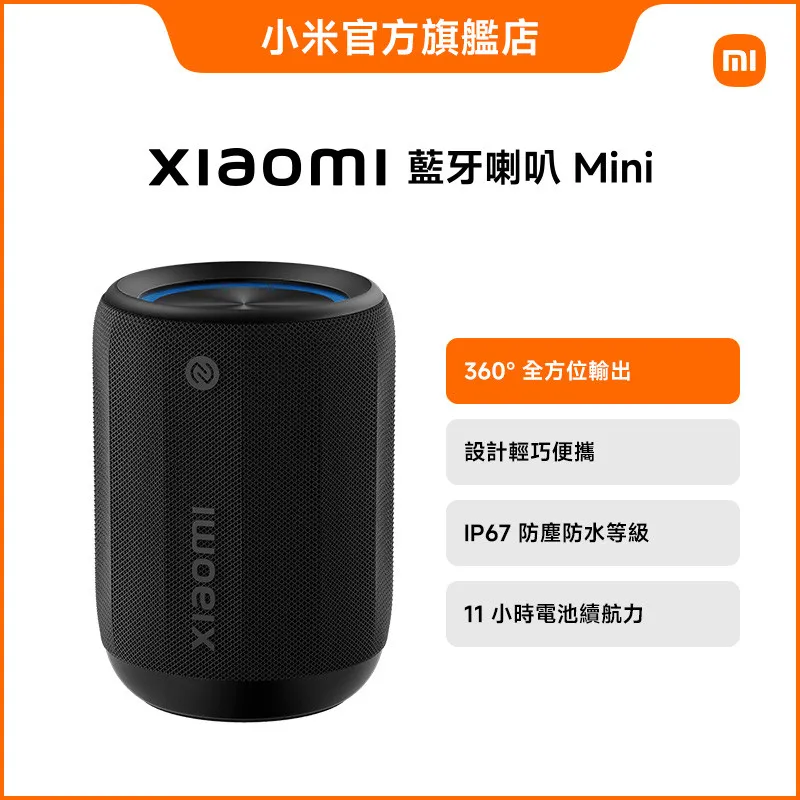 小米官方旗艦店
mi
xiaomi 藍牙喇叭 Mini
360° 全方位輸出
設計輕巧便攜
IP67 防塵防水等級
11 小時電池續航力
xiaomi